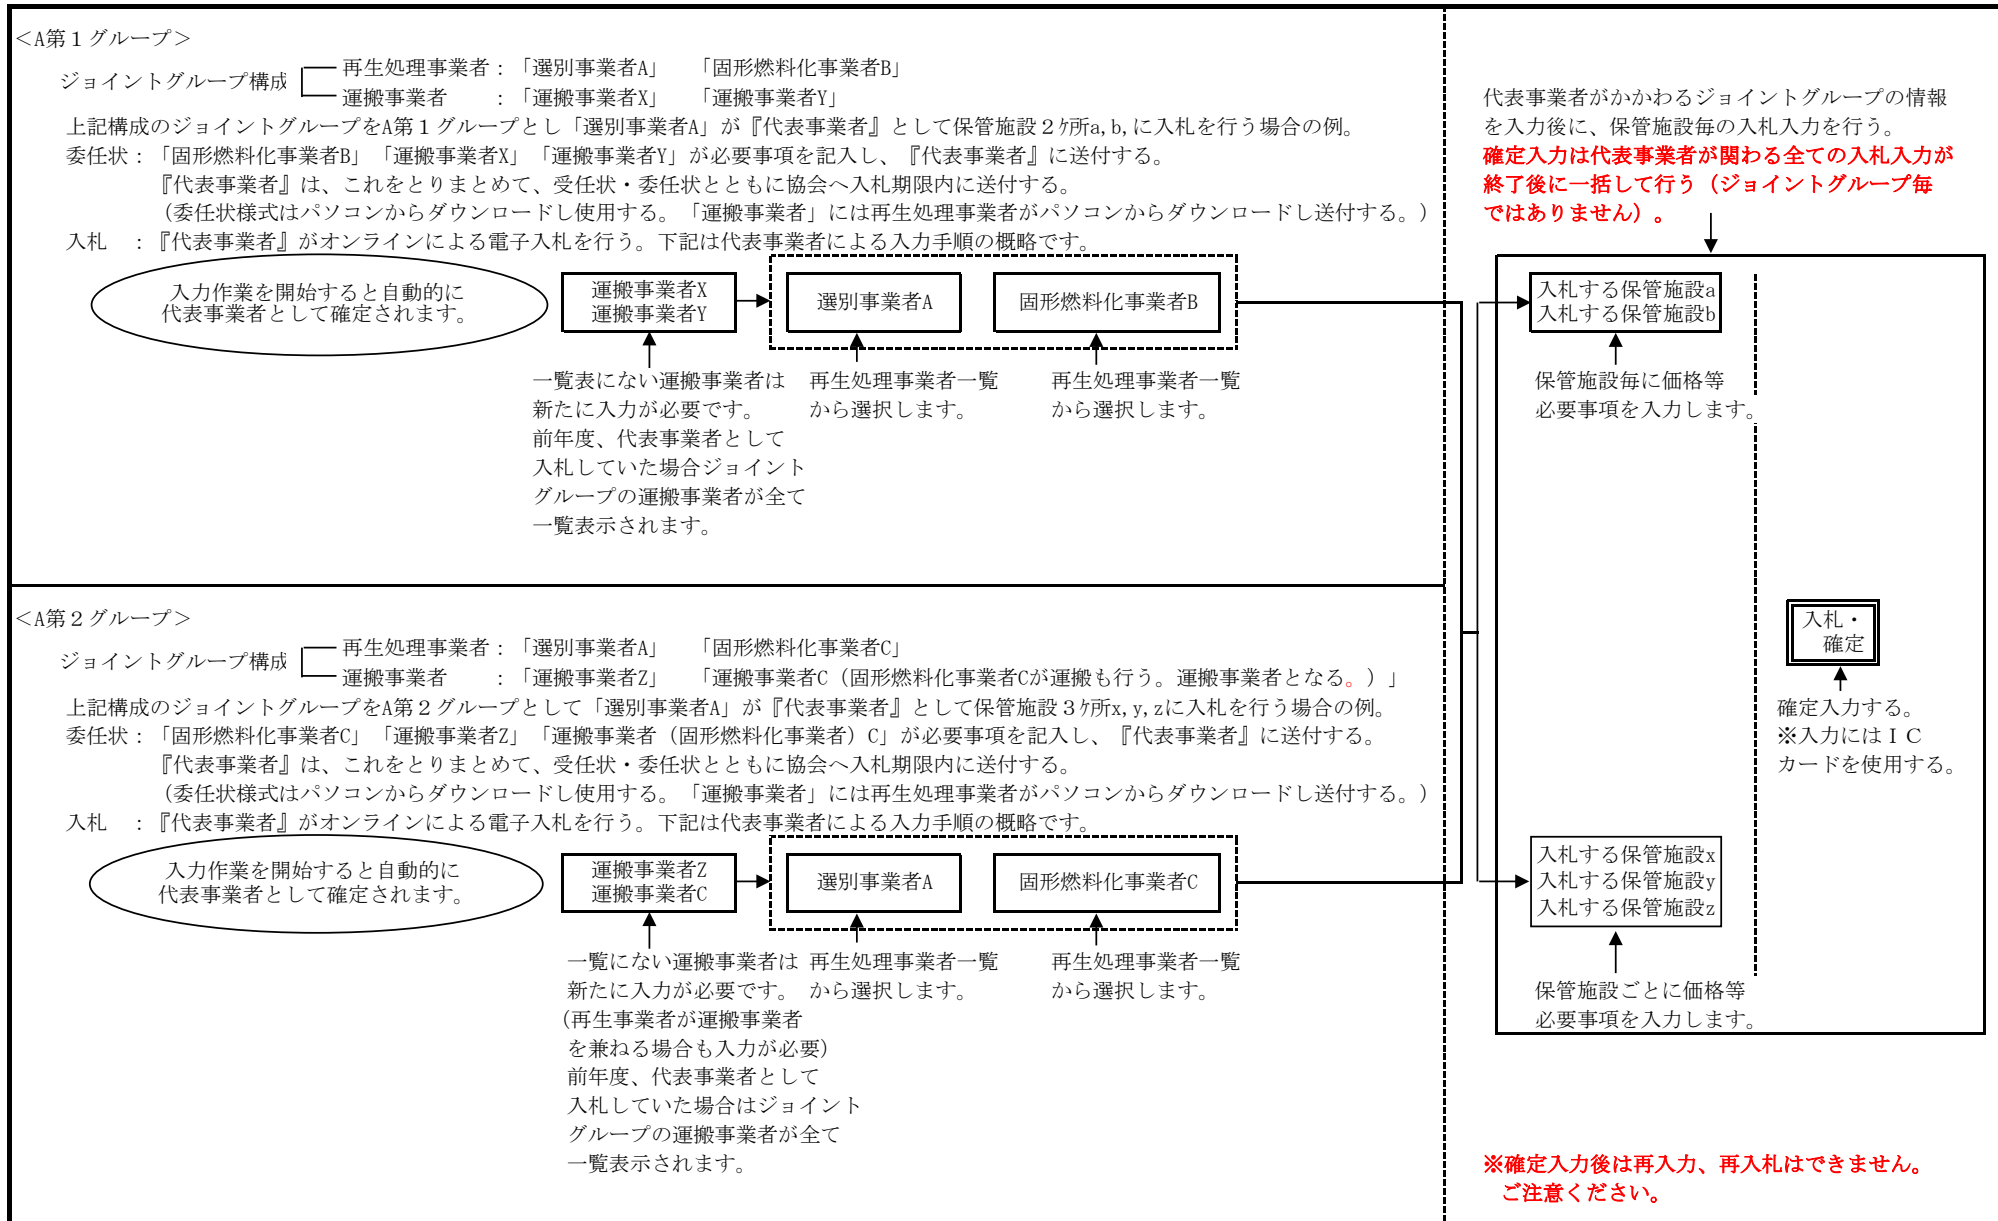 ＜A第１グループ＞
ジョイントグループ構成
再生処理事業者：「選別事業者A」　「固形燃料化事業者B」
運搬事業者　　：「運搬事業者X」　「運搬事業者Y」
上記構成のジョイントグループをA第１グループとし「選別事業者A」が『代表事業者』として保管施設２ｹ所a,b,に入札を行う場合の例。
委任状：「固形燃料化事業者B」「運搬事業者X」「運搬事業者Y」が必要事項を記入し、『代表事業者』に送付する。
『代表事業者』は、これをとりまとめて、受任状・委任状とともに協会へ入札期限内に送付する。
（委任状様式はパソコンからダウンロードし使用する。「運搬事業者」には再生処理事業者がパソコンからダウンロードし送付する。）
入札　：『代表事業者』がオンラインによる電子入札を行う。下記は代表事業者による入力手順の概略です。
入力作業を開始すると自動的に
代表事業者として確定されます。
運搬事業者X
運搬事業者Y
選別事業者A
固形燃料化事業者B
一覧表にない運搬事業者は
新たに入力が必要です。
前年度、代表事業者として
入札していた場合ジョイント
グループの運搬事業者が全て
一覧表示されます。
再生処理事業者一覧
から選択します。
再生処理事業者一覧
から選択します。
＜A第２グループ＞
ジョイントグループ構成
再生処理事業者：「選別事業者A」　「固形燃料化事業者C」
運搬事業者　　：「運搬事業者Z」　「運搬事業者C（固形燃料化事業者Cが運搬も行う。運搬事業者となる。）」
上記構成のジョイントグループをA第２グループとして「選別事業者A」が『代表事業者』として保管施設３ｹ所x,y,zに入札を行う場合の例。
委任状：「固形燃料化事業者C」「運搬事業者Z」「運搬事業者（固形燃料化事業者）C」が必要事項を記入し、『代表事業者』に送付する。
『代表事業者』は、これをとりまとめて、受任状・委任状とともに協会へ入札期限内に送付する。
（委任状様式はパソコンからダウンロードし使用する。「運搬事業者」には再生処理事業者がパソコンからダウンロードし送付する。）
入札　：『代表事業者』がオンラインによる電子入札を行う。下記は代表事業者による入力手順の概略です。
入力作業を開始すると自動的に
代表事業者として確定されます。
運搬事業者Z
運搬事業者C
選別事業者A
固形燃料化事業者C
一覧にない運搬事業者は
新たに入力が必要です。
(再生事業者が運搬事業者
を兼ねる場合も入力が必要)
前年度、代表事業者として
入札していた場合はジョイント
グループの運搬事業者が全て
一覧表示されます。
再生処理事業者一覧
から選択します。
再生処理事業者一覧
から選択します。
代表事業者がかかわるジョイントグループの情報
を入力後に、保管施設毎の入札入力を行う。
確定入力は代表事業者が関わる全ての入札入力が
終了後に一括して行う（ジョイントグループ毎
ではありません）。
入札する保管施設a
入札する保管施設b
保管施設毎に価格等
必要事項を入力します。
入札・
確定
確定入力する。
※入力にはＩＣ
カードを使用する。
入札する保管施設x
入札する保管施設y
入札する保管施設z
保管施設ごとに価格等
必要事項を入力します。
※確定入力後は再入力、再入札はできません。
ご注意ください。